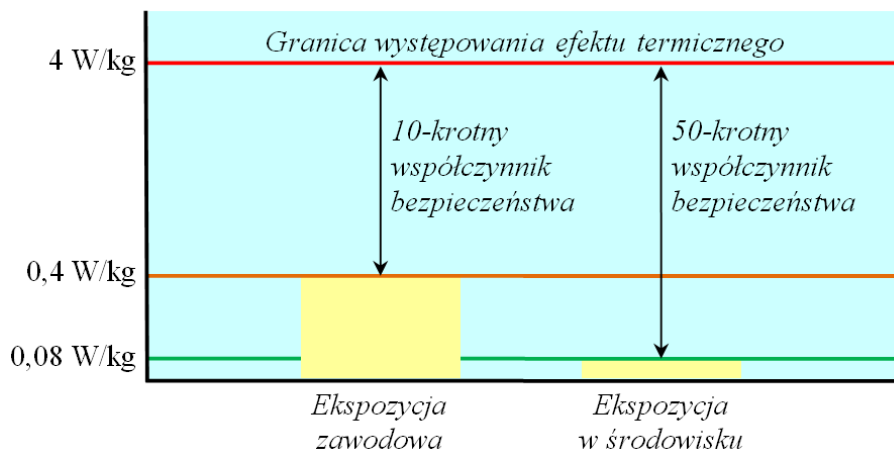 Granica występowania efektu termicznego
4 W/kg
10-krotny
współczynnik
bezpieczeństwa
50-krotny
współczynnik
bezpieczeństwa
0,4 W/kg
0,08 W/kg
Ekspozycja
zawodowa
Ekspozycja
w środowisku